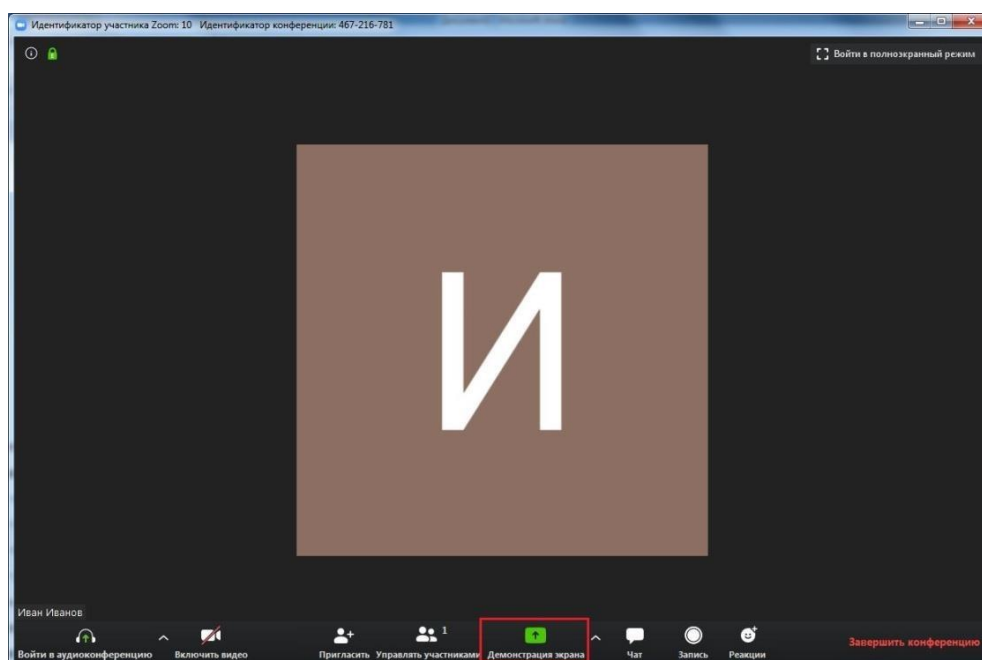 Идентификатор участника Zoom: 10 Идентификатор конференции: 467-216-781
Войти в полноэкранный режим
И
Иван Иванов
1
Войти в аудиоконференцию Включить видео Пригласить Управлять участниками Демонстрация экрана Чат Запись Реакции Завершить конференцию